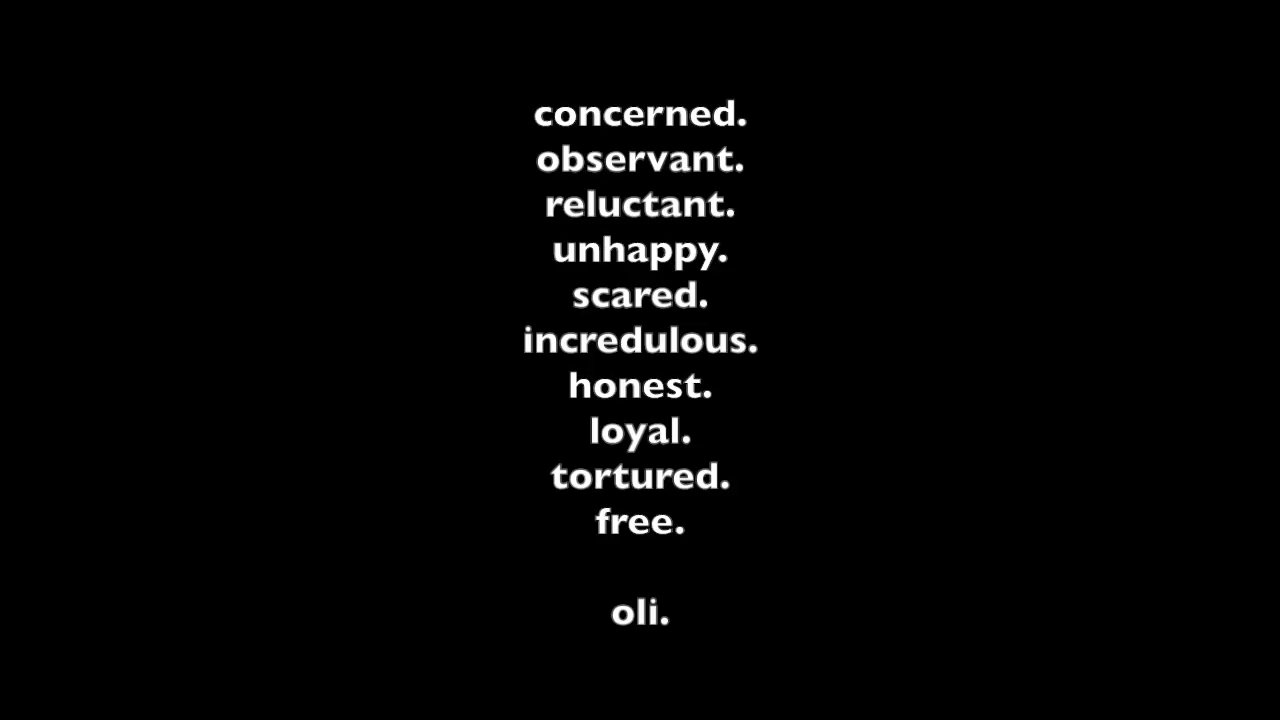 concerned.
observant.
reluctant.
unhappy.
scared.
incredulous.
honest.
loyal.
tortured.
free.
oli.